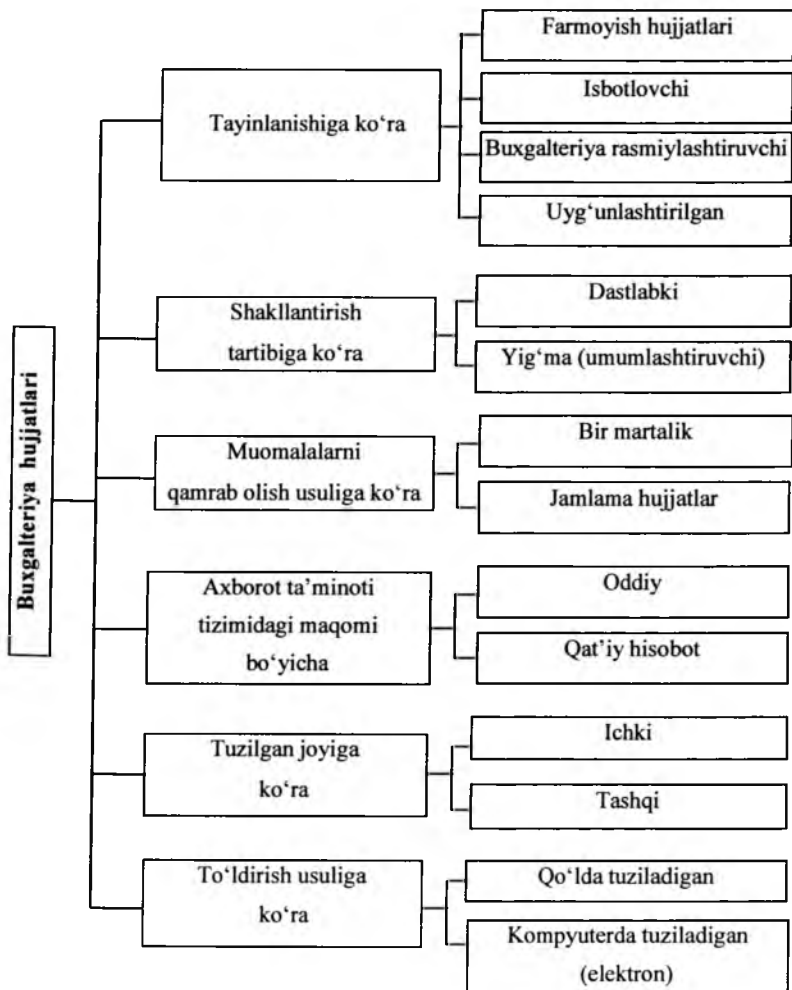 Buxgalteriya hujjatlari
Tayinlanishiga ko‘ra
Farmoyish hujjatlari
Isbotlovchi
Buxgalteriya rasmiylashtiruvchi
Uyg‘unlashtirilgan
Shakllantirish
tartibiga ko‘ra
Dastlabki
Yig‘ma (umumlashtiruvchi)
Muomalalarni
qamrab olish usuliga ko‘ra
Bir martalik
Jamlama hujjatlar
Axborot ta’minoti
tizimidagi maqomi
bo‘yicha
Oddiy
Qat’iy hisobot
Tuzilgan joyiga
ko‘ra
Ichki
Tashqi
To‘ldirish usuliga
ko‘ra
Qo‘lda tuziladigan
Kompyuterda tuziladigan
(elektron)